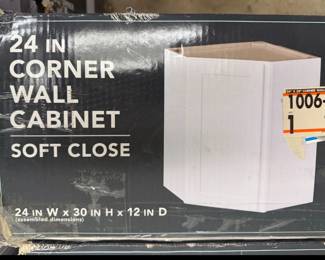 24 IN
CORNER
WALL
CABINET
SOFT CLOSE
24 IN W x 30 IN H x 12 IN D
(assembled dimensions)
1006-
1